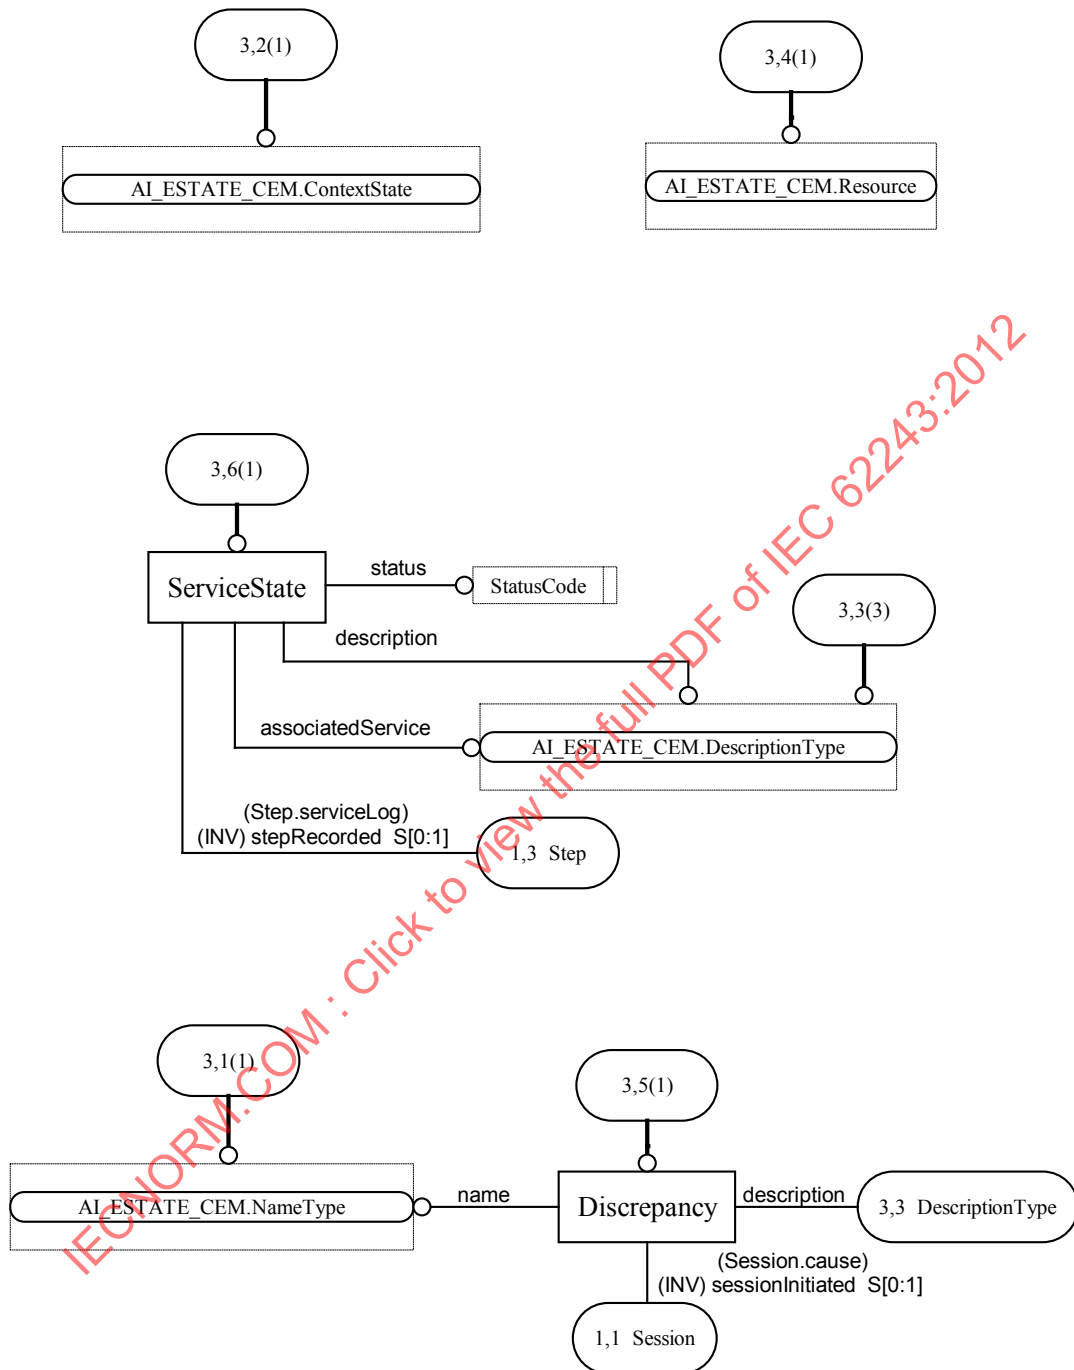 3,2(1)
3,4(1)
AI_ESTATE_CEM.ContextState
AI_ESTATE_CEM.Resource
3,6(1)
ServiceState
status
StatusCode
3,3(3)
description
associatedService
AI_ESTATE_CEM.DescriptionType
(Step.serviceLog)
(INV) stepRecorded S[0:1]
1,3 Step
3,1(1)
3,5(1)
AI_ESTATE_CEM.NameType
name
Discrepancy
description
3,3 DescriptionType
(Session.cause)
(INV) sessionInitiated S[0:1]
1,1 Session
IECNORM.COM : Click to view the full PDF of IEC 62243:2012